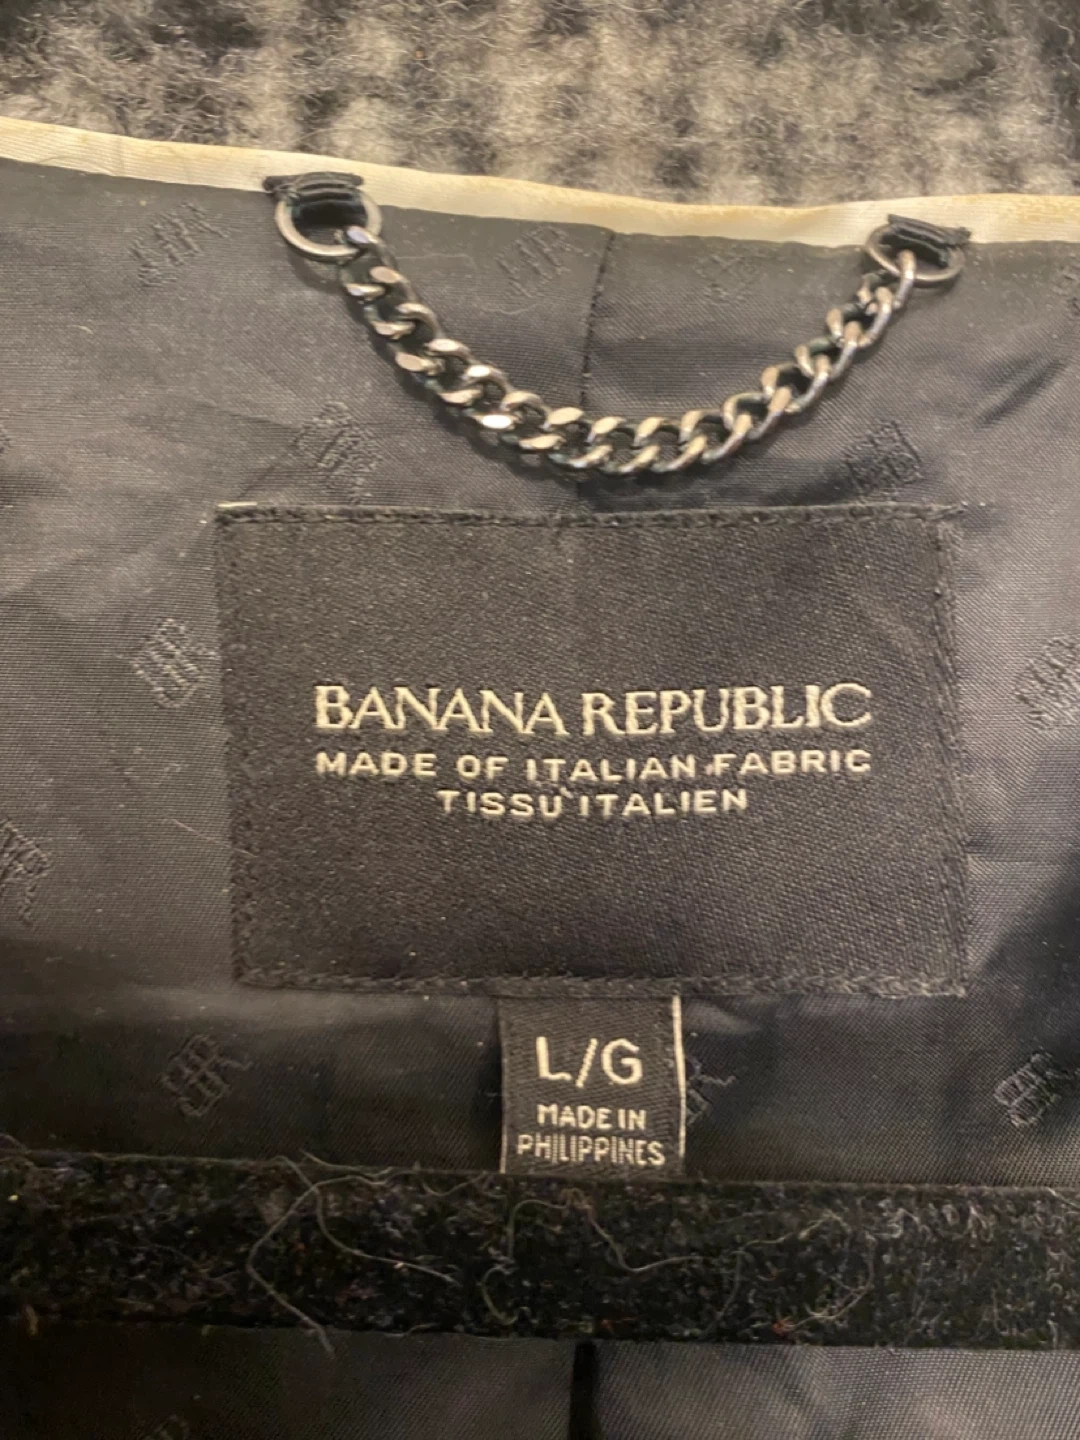 BANANA REPUBLIC
MADE OF ITALIAN FABRIC
TISSU ITALIEN
L/G
MADE IN
PHILIPPINES